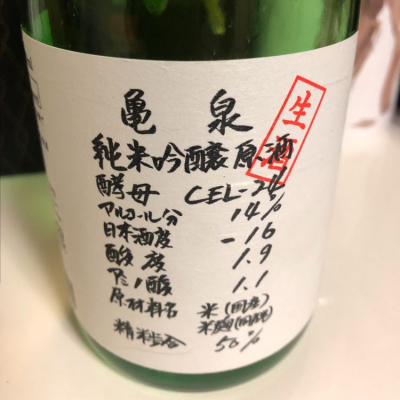 亀泉
生酒
純米吟醸原酒
酵母 CEL-24
アルコール分 14%
日本酒度 -16
酸度 1.9
アミノ酸 1.1
原材料名 米(国産)
米麹(国産)
精米歩合 50%